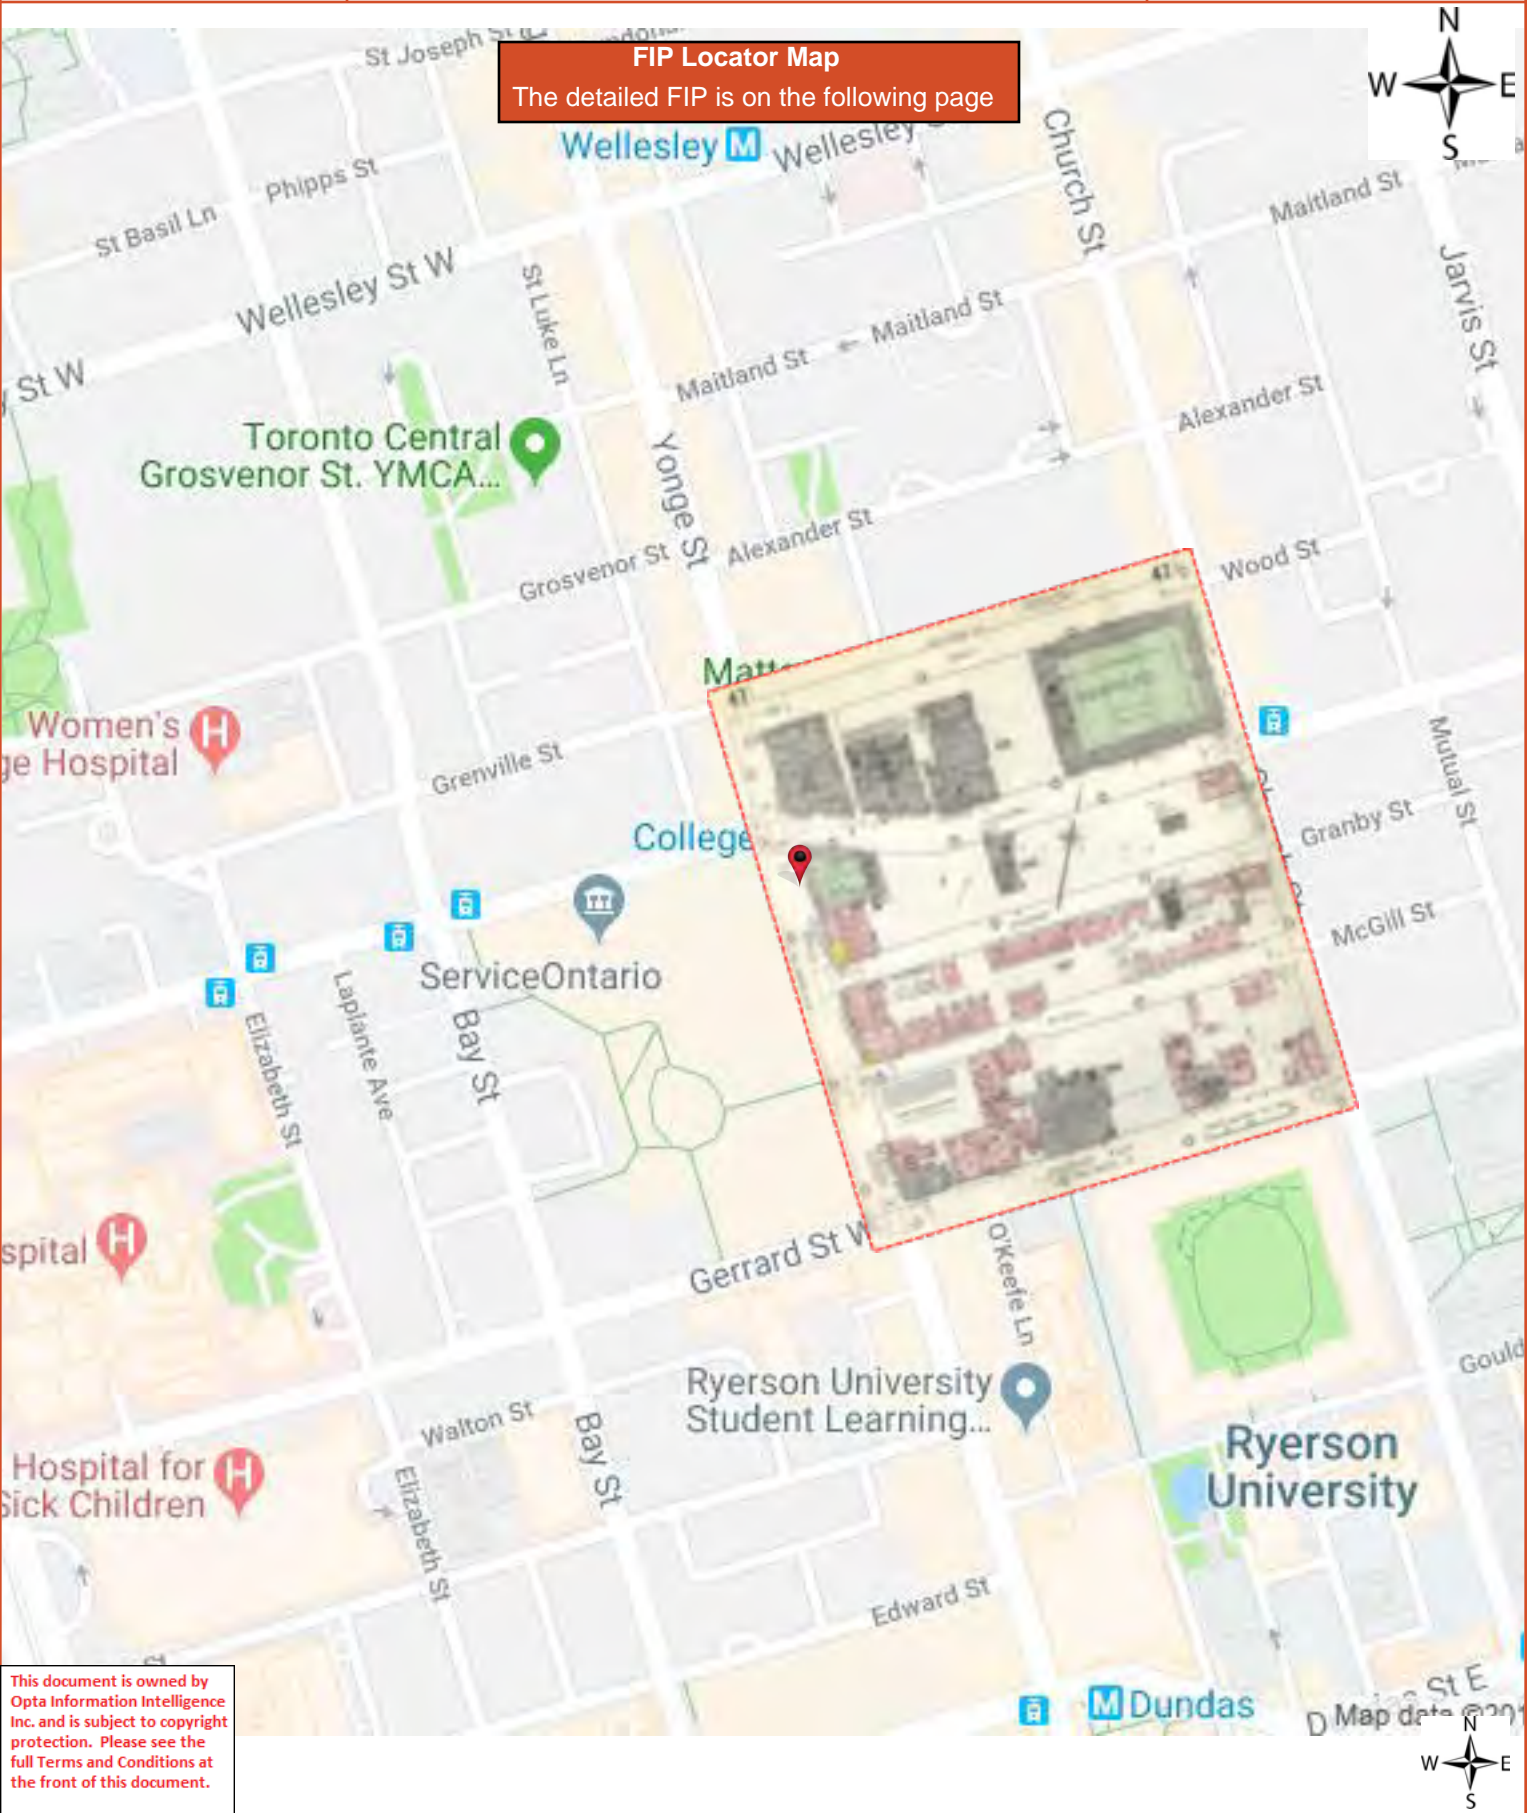 FIP Locator Map
The detailed FIP is on the following page
N
W
E
S
St Joseph St
Wellesley
M
Wellesley
Church St
Phipps St
St Basil Ln
Maitland St
Wellesley St W
St Luke Ln
Jarvis St
Maitland St
Maitland St
St W
Alexander St
Toronto Central
Grosvenor St. YMCA...
Yonge St
Alexander St
Grosvenor St
Wood St
47
47
Women's
ge Hospital
H
Grenville St
Mutual St
Granby St
College
McGill St
ServiceOntario
Laplante Ave
Elizabeth St
Bay St
spital
H
Gerrard St W
O'Keefe Ln
Gould
Ryerson University
Student Learning...
Walton St
Bay St
Ryerson
University
Hospital for
Sick Children
H
Elizabeth St
Edward St
This document is owned by
Opta Information Intelligence
Inc. and is subject to copyright
protection. Please see the
full Terms and Conditions at
the front of this document.
M
Dundas
St E
D
Map data ©201
N
W
E
S